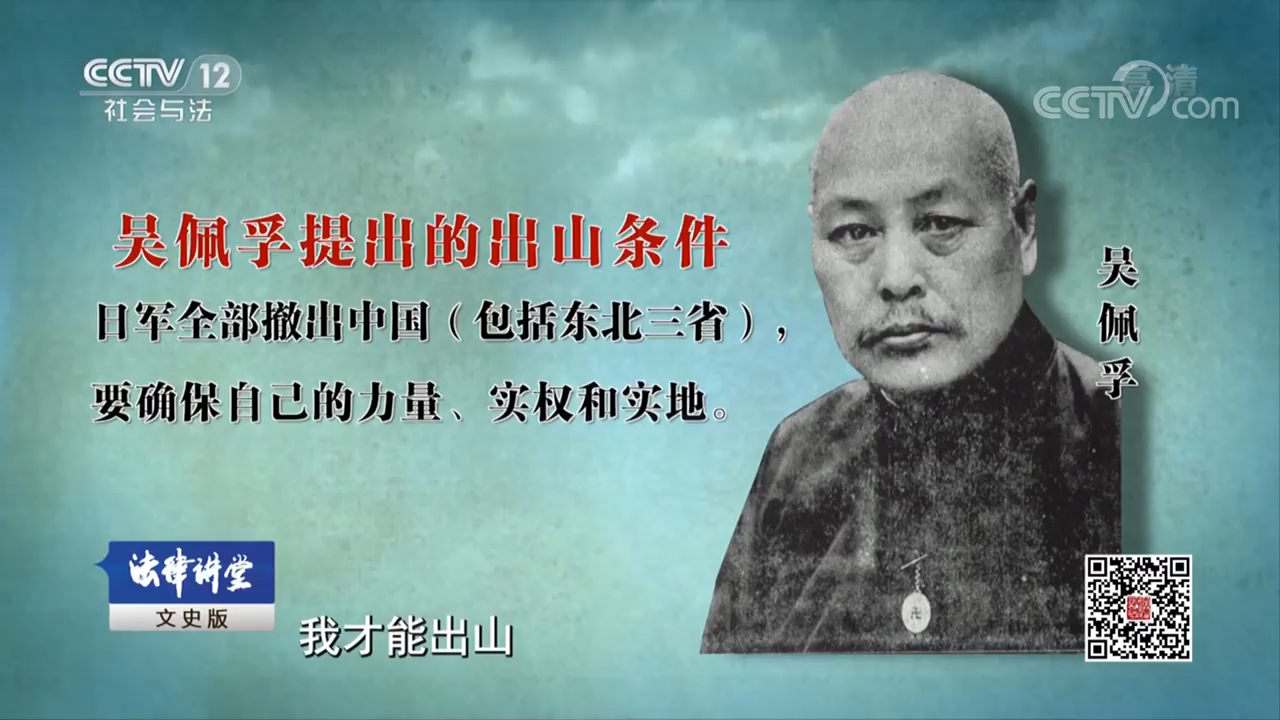 CCTV 12
社会与法
高清
CCTV.com
吴佩孚提出的出山条件
日军全部撤出中国（包括东北三省），
要确保自己的力量、实权和实地。
吴佩孚
法律讲堂
文史版
我才能出山
卍